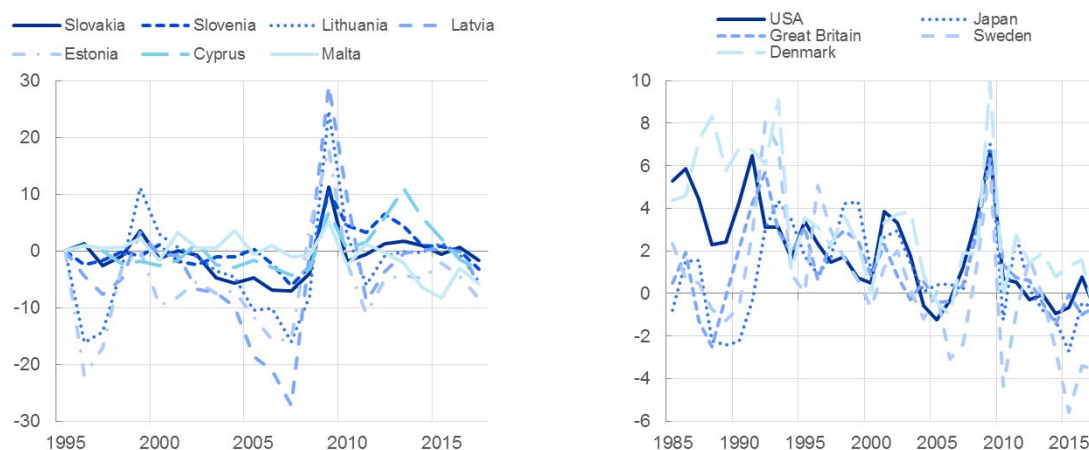 Slovakia Slovenia Lithuania Latvia
Estonia Cyprus Malta
30
20
10
0
-10
-20
-30
1995 2000 2005 2010 2015
USA Japan
Great Britain Sweden
Denmark
10
8
6
4
2
0
-2
-4
-6
1985 1990 1995 2000 2005 2010 2015